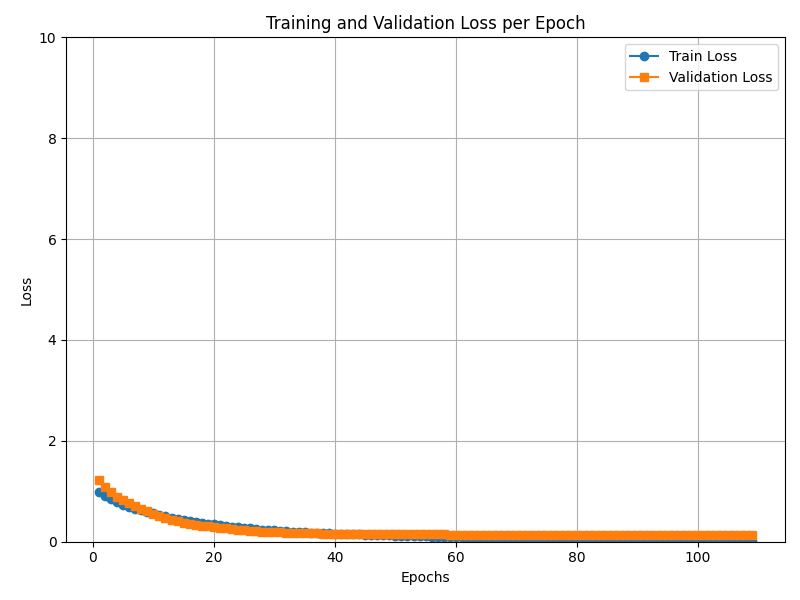 Training and Validation Loss per Epoch
Train Loss
Validation Loss
10
8
6
4
2
0
Loss
0 20 40 60 80 100
Epochs